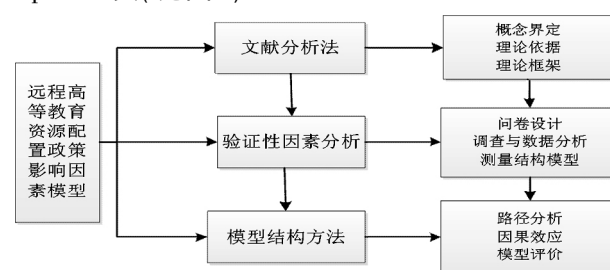 远程高
等教育
资源配
置政策
影响因
素模型
文献分析法
概念界定
理论依据
理论框架
验证性因素分析
问卷设计
调查与数据分析
测量结构模型
模型结构方法
路径分析
因果效应
模型评价